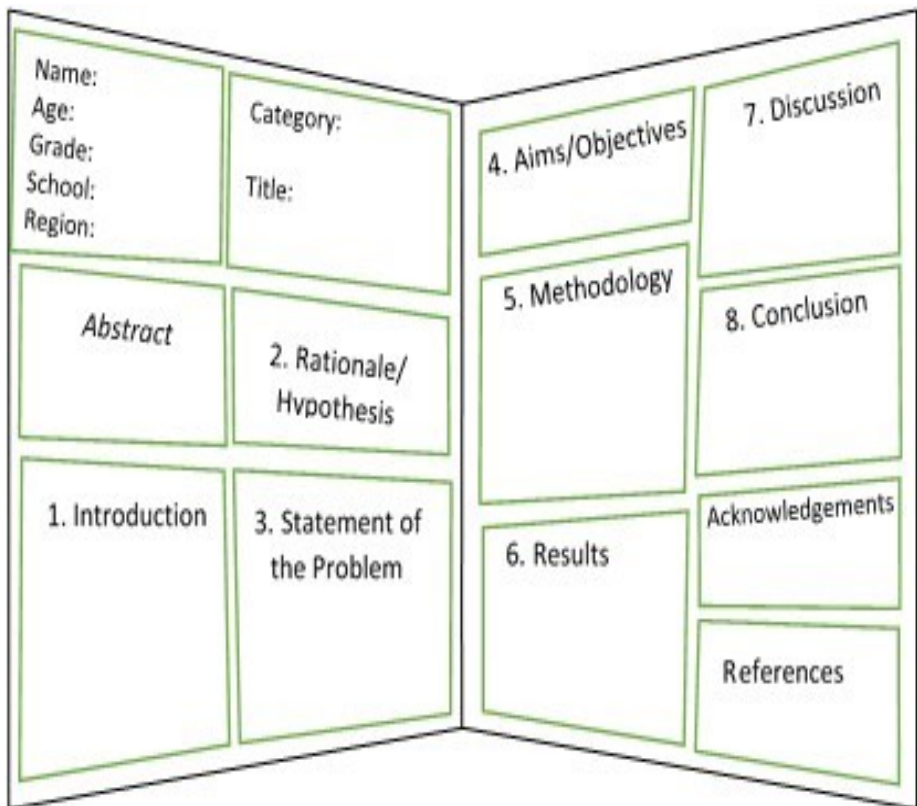 Name:
Age:
Grade:
School:
Region:
Category:
Title:
Abstract
2. Rationale/
Hypothesis
1. Introduction
3. Statement of
the Problem
4. Aims/Objectives
5. Methodology
6. Results
7. Discussion
8. Conclusion
Acknowledgements
References